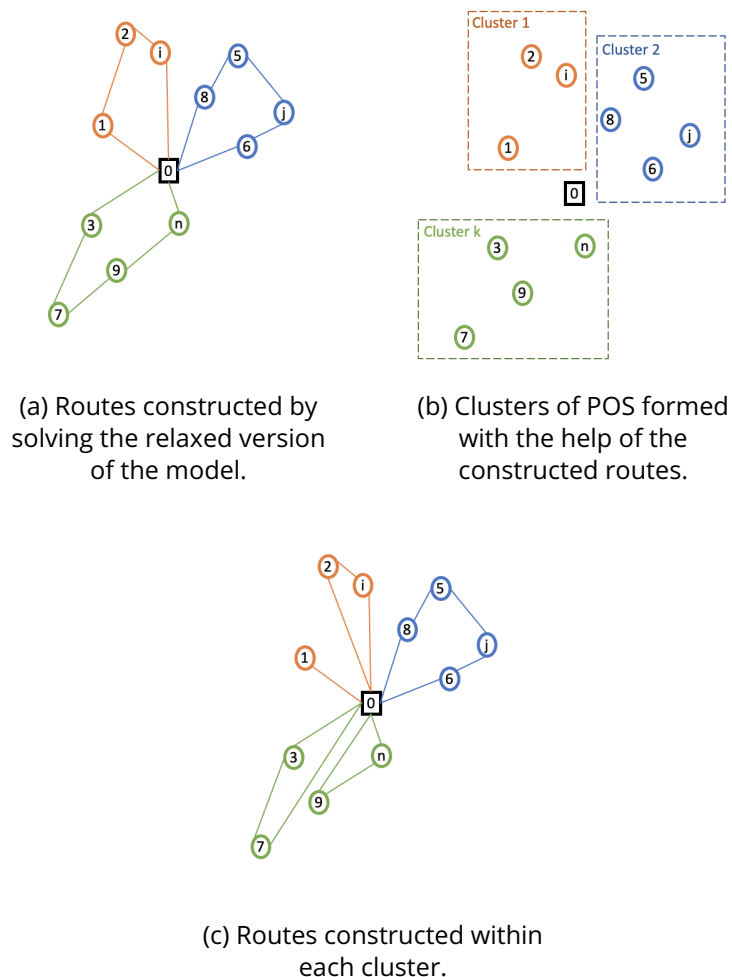 2
i
5
8
j
1
6
0
3
n
9
7
Cluster 1
2
i
1
Cluster 2
5
8
j
6
0
Cluster k
3
n
9
7
(a) Routes constructed by
solving the relaxed version
of the model.
(b) Clusters of POS formed
with the help of the
constructed routes.
2
i
5
8
j
1
6
0
3
n
9
7
(c) Routes constructed within
each cluster.